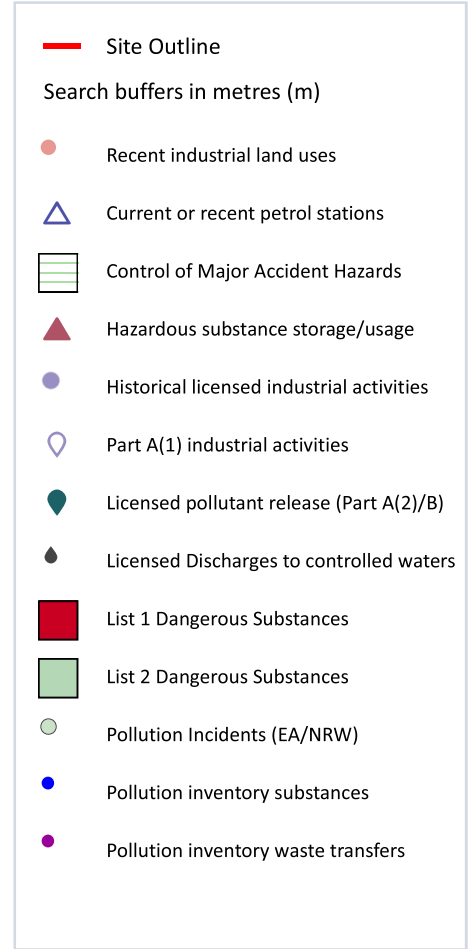 Site Outline
Search buffers in metres (m)
Recent industrial land uses
Current or recent petrol stations
Control of Major Accident Hazards
Hazardous substance storage/usage
Historical licensed industrial activities
Part A(1) industrial activities
Licensed pollutant release (Part A(2)/B)
Licensed Discharges to controlled waters
List 1 Dangerous Substances
List 2 Dangerous Substances
Pollution Incidents (EA/NRW)
Pollution inventory substances
Pollution inventory waste transfers